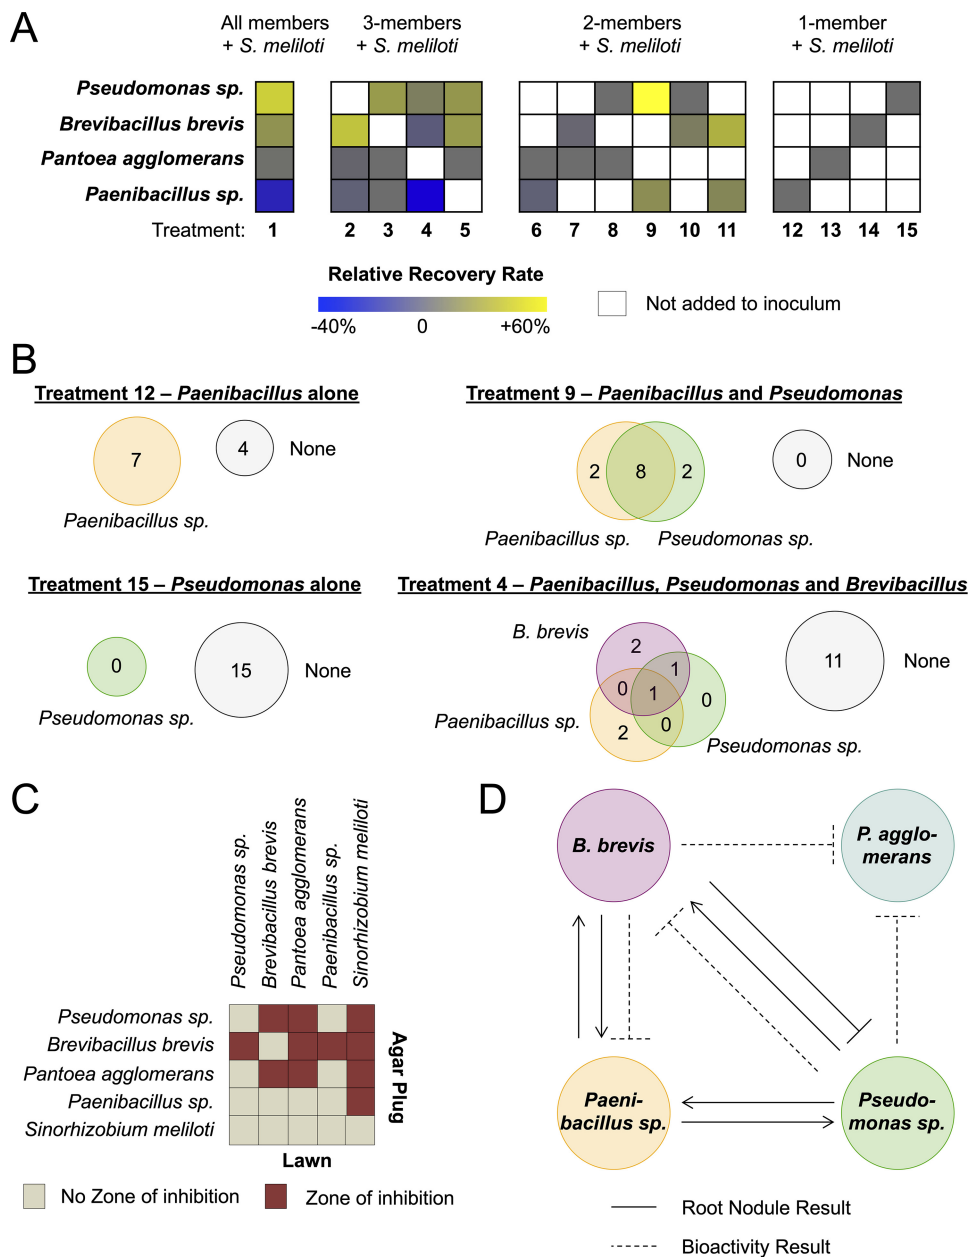 A
All members
+ S. meliloti
3-members
+ S. meliloti
2-members
+ S. meliloti
1-member
+ S. meliloti
Pseudomonas sp.
Brevibacillus brevis
Pantoea agglomerans
Paenibacillus sp.
Treatment: 1 2 3 4 5 6 7 8 9 10 11 12 13 14 15
Relative Recovery Rate
-40% 0 +60%
Not added to inoculum
B
Treatment 12 – Paenibacillus alone
7
4
None
Paenibacillus sp.
Treatment 9 – Paenibacillus and Pseudomonas
2 8 2
0
None
Paenibacillus sp. Pseudomonas sp.
Treatment 15 – Pseudomonas alone
0
15
None
Pseudomonas sp.
Treatment 4 – Paenibacillus, Pseudomonas and Brevibacillus
B. brevis
2
1
0 1 0
0
2
11
None
Paenibacillus sp.
Pseudomonas sp.
C
Pseudomonas sp.
Brevibacillus brevis
Pantoea agglomerans
Paenibacillus sp.
Sinorhizobium meliloti
Pseudomonas sp.
Brevibacillus brevis
Pantoea agglomerans
Paenibacillus sp.
Sinorhizobium meliloti
Agar Plug
Lawn
No Zone of inhibition
Zone of inhibition
D
B. brevis
P. agglo-
merans
Paeni-
bacillus sp.
Pseudo-
monas sp.
Root Nodule Result
Bioactivity Result